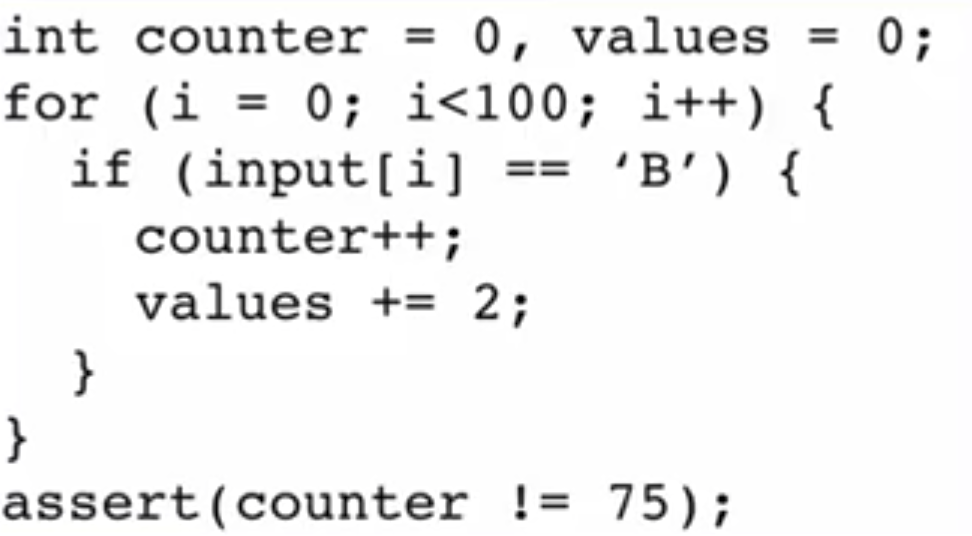 int counter = 0, values = 0;
for (i = 0; i<100; i++) {
  if (input[i] == ‘B’) {
    counter++;
    values += 2;
  }
}
assert(counter != 75);